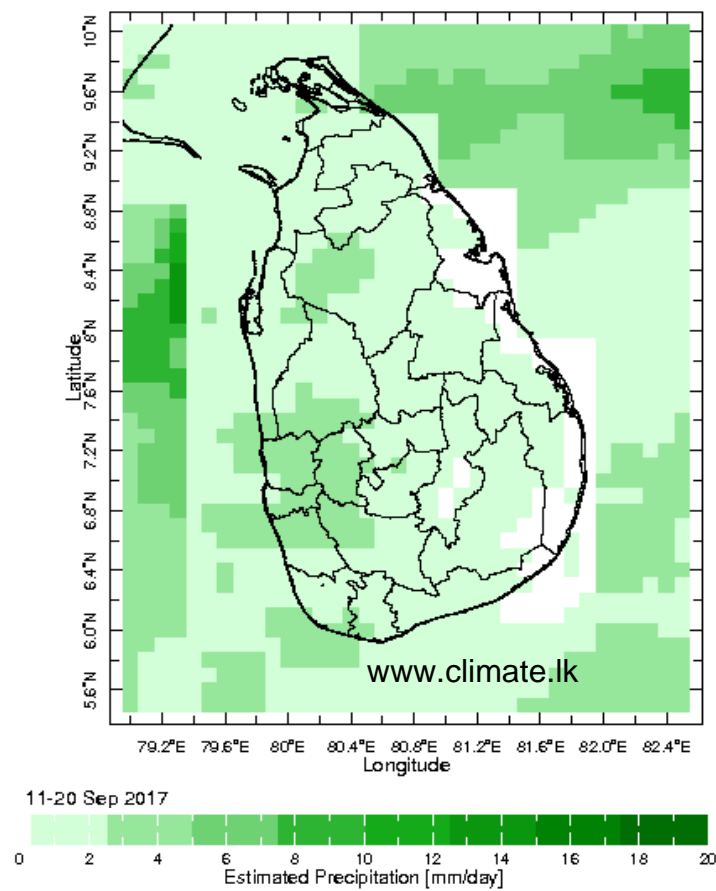 10°N
9.6°N
9.2°N
8.8°N
8.4°N
8°N
7.6°N
7.2°N
6.8°N
6.4°N
6.0°N
5.6°N
Latitude
www.climate.lk
79.2°E 79.6°E 80°E 80.4°E 80.8°E 81.2°E 81.6°E 82.0°E 82.4°E
Longitude
11-20 Sep 2017
0 2 4 6 8 10 12 14 16 18 20
Estimated Precipitation [mm/day]